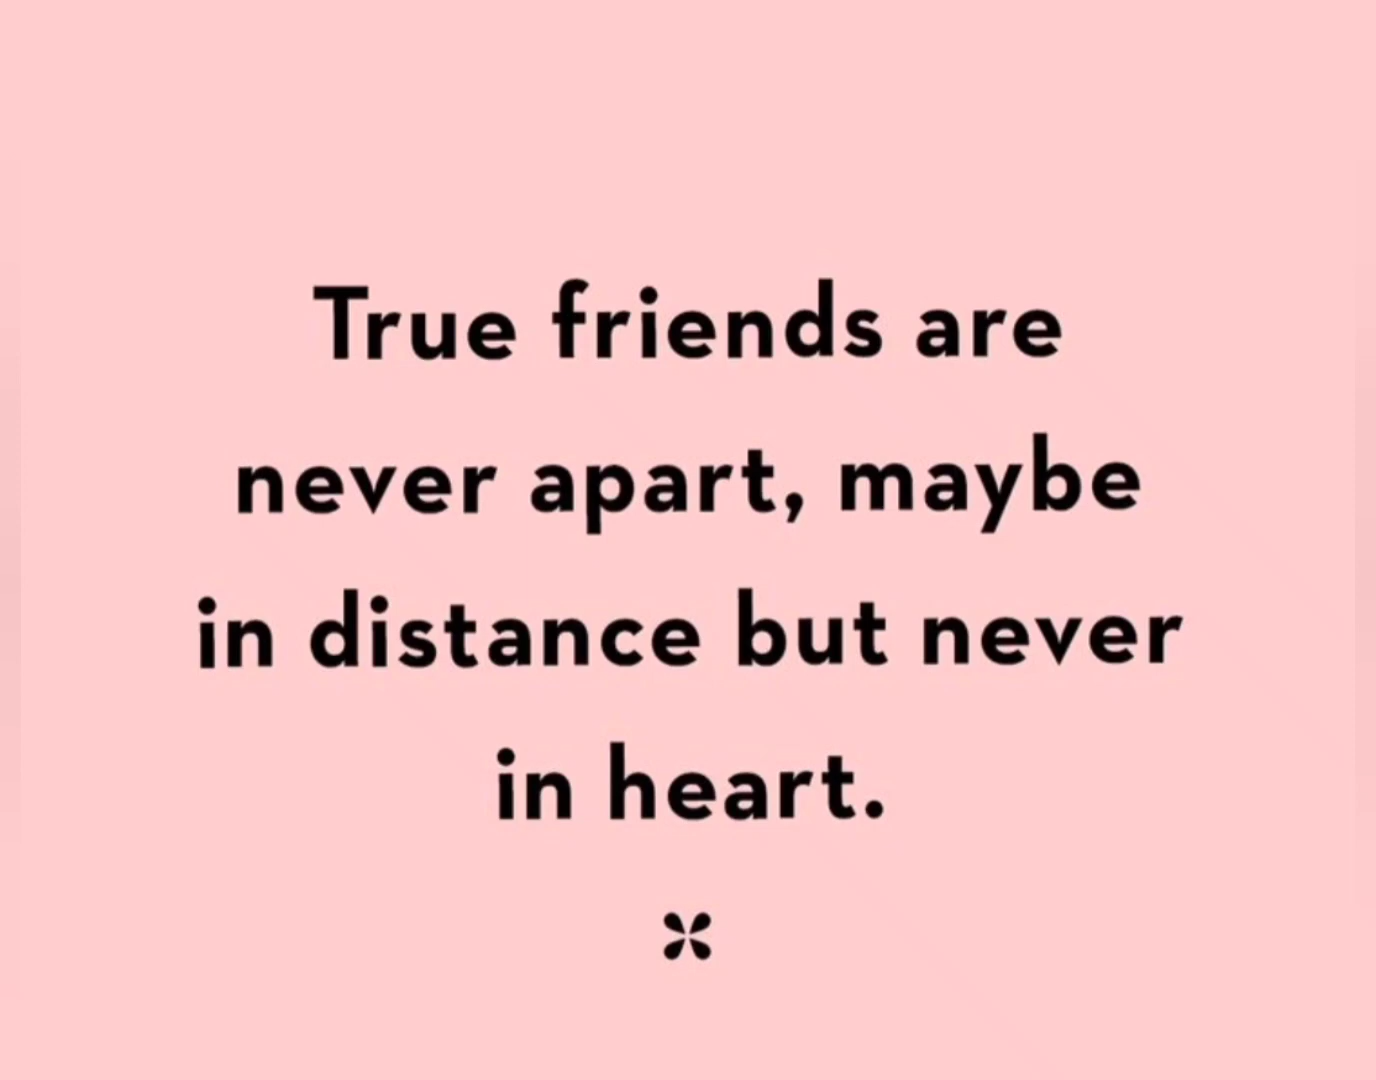 True friends are
never apart, maybe
in distance but never
in heart.